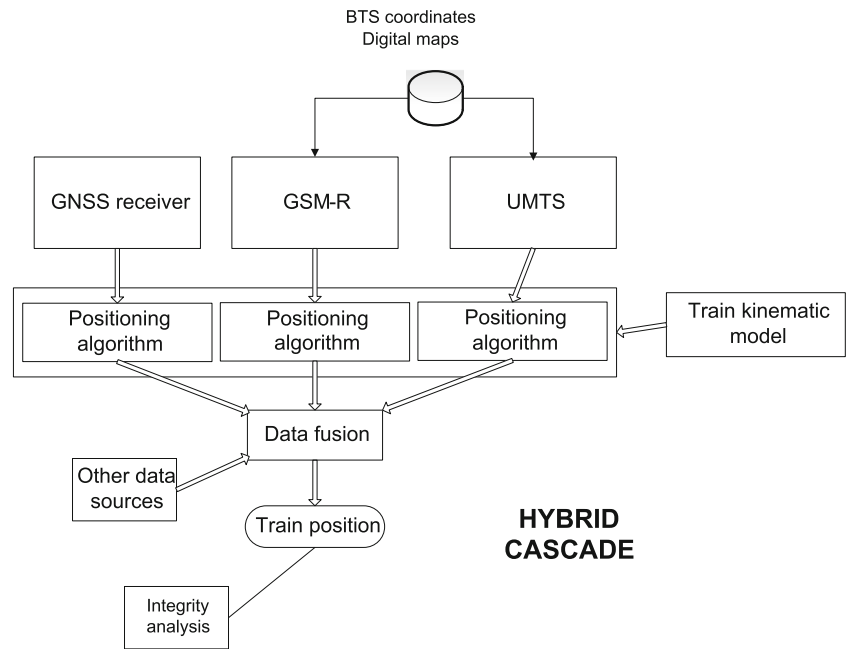 BTS coordinates
Digital maps
GNSS receiver
GSM-R
UMTS
Positioning
algorithm
Positioning
algorithm
Positioning
algorithm
Train kinematic
model
Data fusion
Other data
sources
Train position
HYBRID
CASCADE
Integrity
analysis